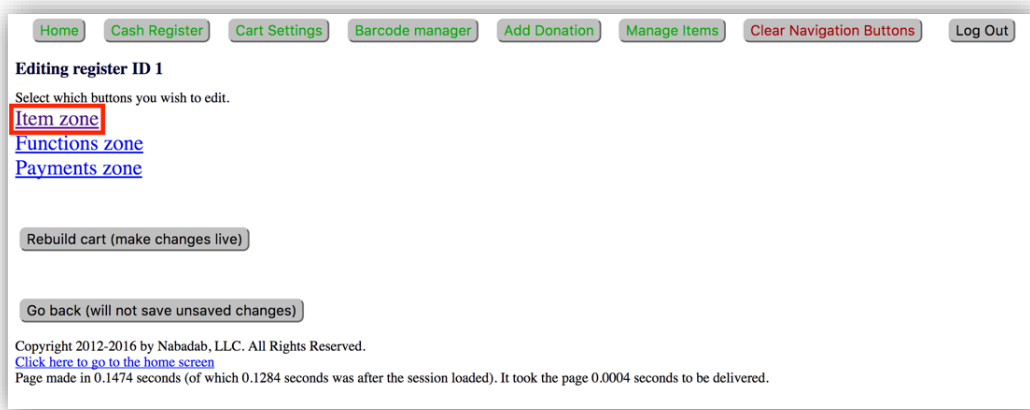 Home Cash Register Cart Settings Barcode manager Add Donation Manage Items Clear Navigation Buttons Log Out
Editing register ID 1
Select which buttons you wish to edit.
Item zone
Functions zone
Payments zone
Rebuild cart (make changes live)
Go back (will not save unsaved changes)
Copyright 2012-2016 by Nabadab, LLC. All Rights Reserved.
Click here to go to the home screen
Page made in 0.1474 seconds (of which 0.1284 seconds was after the session loaded). It took the page 0.0004 seconds to be delivered.